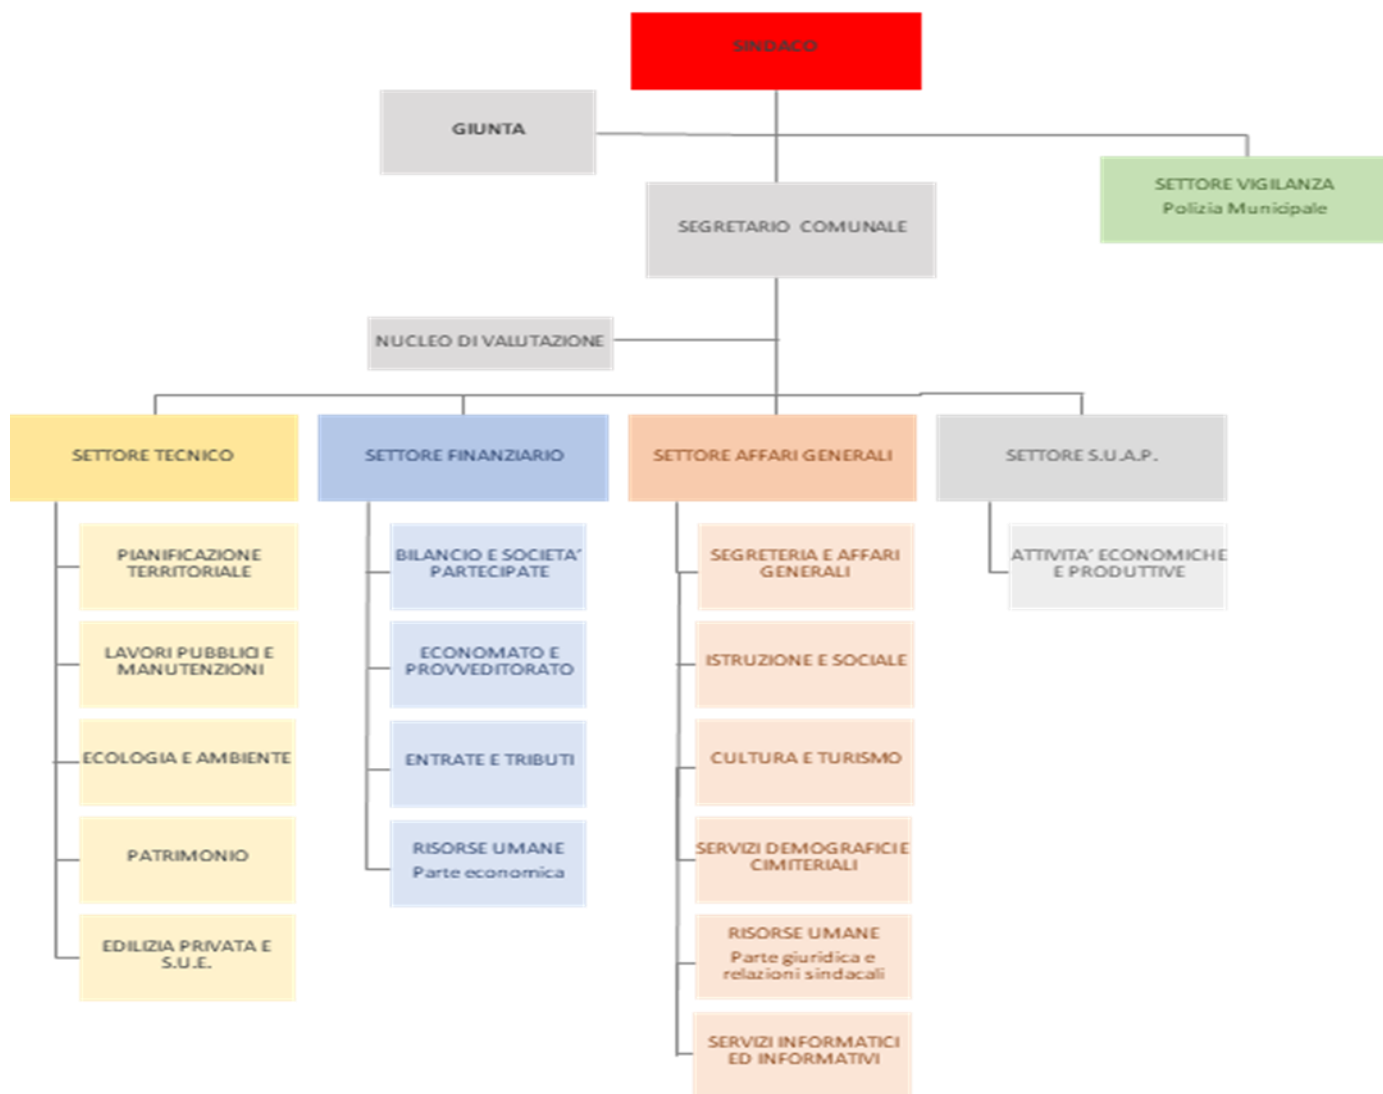 SINDACO
GIUNTA
SETTORE VIGILANZA
Polizia Municipale
SEGRETARIO COMUNALE
NUCLEO DI VALUTAZIONE
SETTORE TECNICO
SETTORE FINANZIARIO
SETTORE AFFARI GENERALI
SETTORE S.U.A.P.
PIANIFICAZIONE
TERRITORIALE
LAVORI PUBBLICI E
MANUTENZIONI
ECOLOGIA E AMBIENTE
PATRIMONIO
EDILIZIA PRIVATA E
S.U.E.
BILANCIO E SOCIETA’
PARTECIPATE
ECONOMATO E
PROVVEDITORATO
ENTRATE E TRIBUTI
RISORSE UMANE
Parte economica
SEGRETERIA E AFFARI
GENERALI
ISTRUZIONE E SOCIALE
CULTURA E TURISMO
SERVIZI DEMOGRAFICI E
CIMITERIALI
RISORSE UMANE
Parte giuridica e
relazioni sindacali
SERVIZI INFORMATICI
ED INFORMATIVI
ATTIVITA’ ECONOMICHE
E PRODUTTIVE